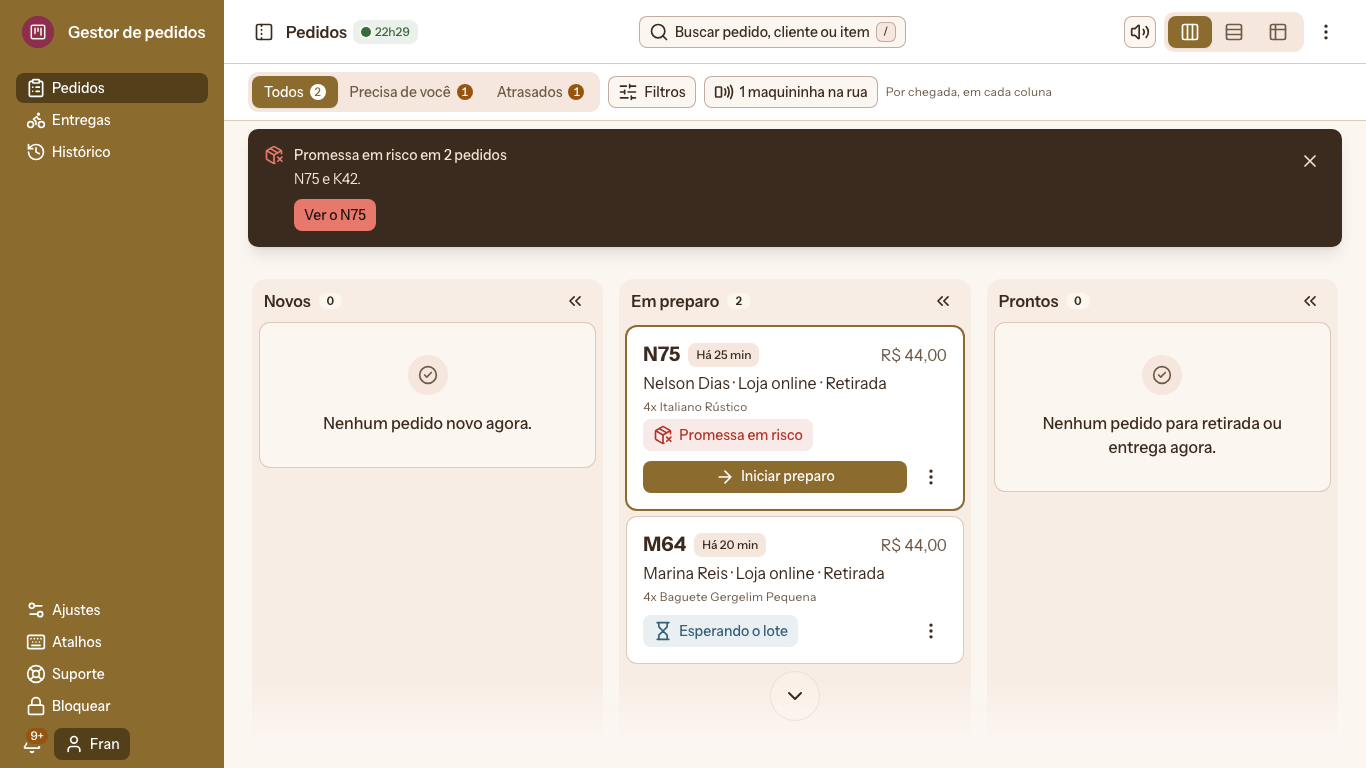 Gestor de pedidos
Pedidos
Entregas
Histórico
Ajustes
Atalhos
Suporte
Bloquear
9+
Fran
Pedidos
22h29
Buscar pedido, cliente ou item /
Todos 2
Precisa de você 1
Atrasados 1
Filtros
1 maquininha na rua
Por chegada, em cada coluna
Promessa em risco em 2 pedidos
N75 e K42.
Ver o N75
Novos 0
Nenhum pedido novo agora.
Em preparo 2
N75 Há 25 min R$ 44,00
Nelson Dias · Loja online · Retirada
4x Italiano Rústico
Promessa em risco
Iniciar preparo
M64 Há 20 min R$ 44,00
Marina Reis · Loja online · Retirada
4x Baguete Gergelim Pequena
Esperando o lote
Prontos 0
Nenhum pedido para retirada ou
entrega agora.